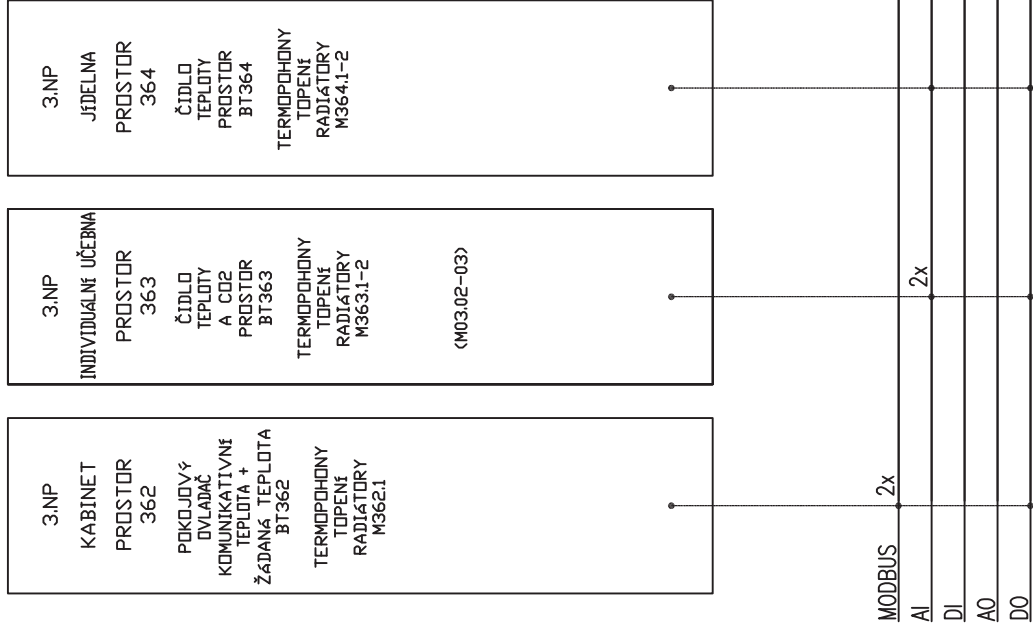 3.NP
KABINET
PROSTOR
362
POKOJOVÝ
OVLADAČ
KOMUNIKATIVNÍ
TEPLOTA +
ŽÁDANÁ TEPLOTA
BT362
TERMOPOHONY
TOPENÍ
RADIÁTORY
M362.1
3.NP
INDIVIDUÁLNÍ UČEBNA
PROSTOR
363
ČIDLO
TEPLOTY
A CO2
PROSTOR
BT363
TERMOPOHONY
TOPENÍ
RADIÁTORY
M363.1-2
(M03.02-03)
3.NP
JÍDELNA
PROSTOR
364
ČIDLO
TEPLOTY
PROSTOR
BT364
TERMOPOHONY
TOPENÍ
RADIÁTORY
M364.1-2
MODBUS 2x
AI 2x
DI
AO
DO